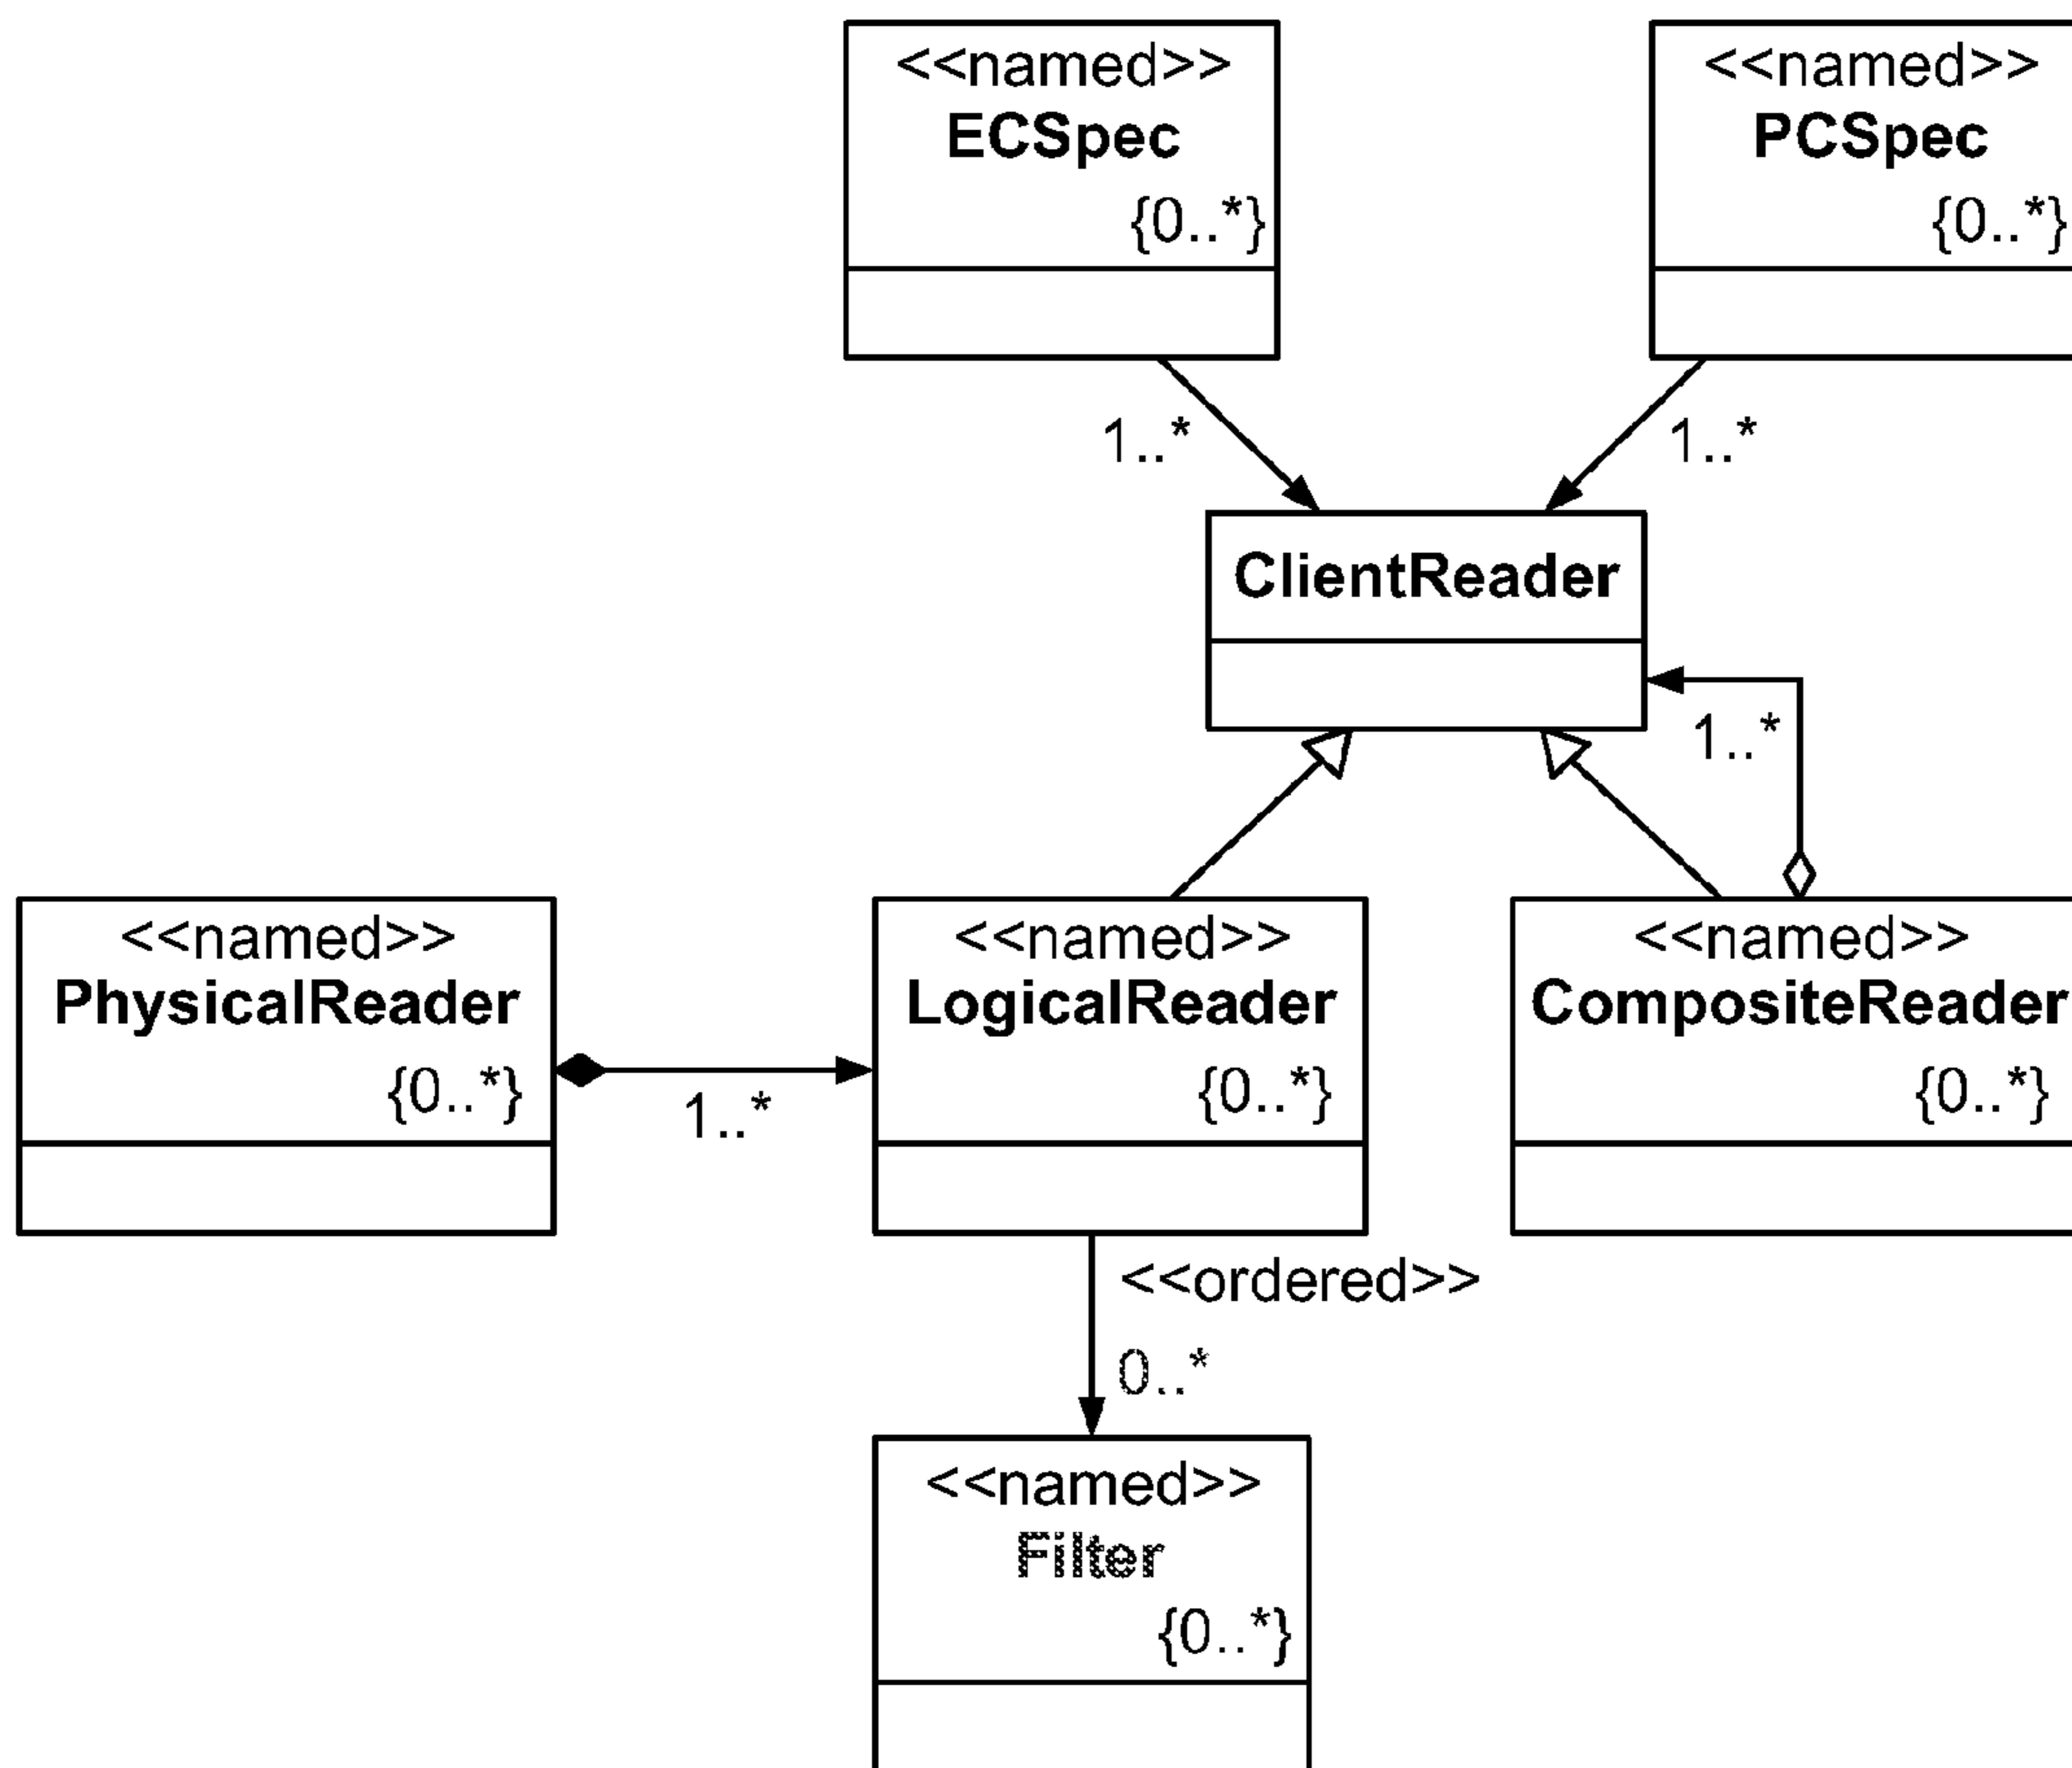 <<named>>
ECSpec
{0..*}
<<named>>
PCSpec
{0..*}
1..*
1..*
ClientReader
1..*
<<named>>
PhysicalReader
{0..*}
1..*
<<named>>
LogicalReader
{0..*}
<<named>>
CompositeReader
{0..*}
<<ordered>>
0..*
<<named>>
Filter
{0..*}